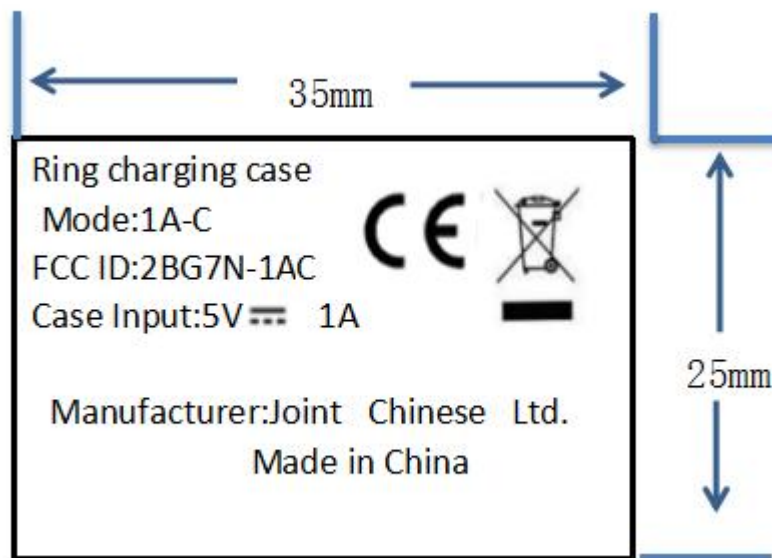 35mm
Ring charging case
Mode:1A-C
FCC ID:2BG7N-1AC
Case Input:5V⎓ 1A
CE
25mm
Manufacturer:Joint Chinese Ltd.
Made in China